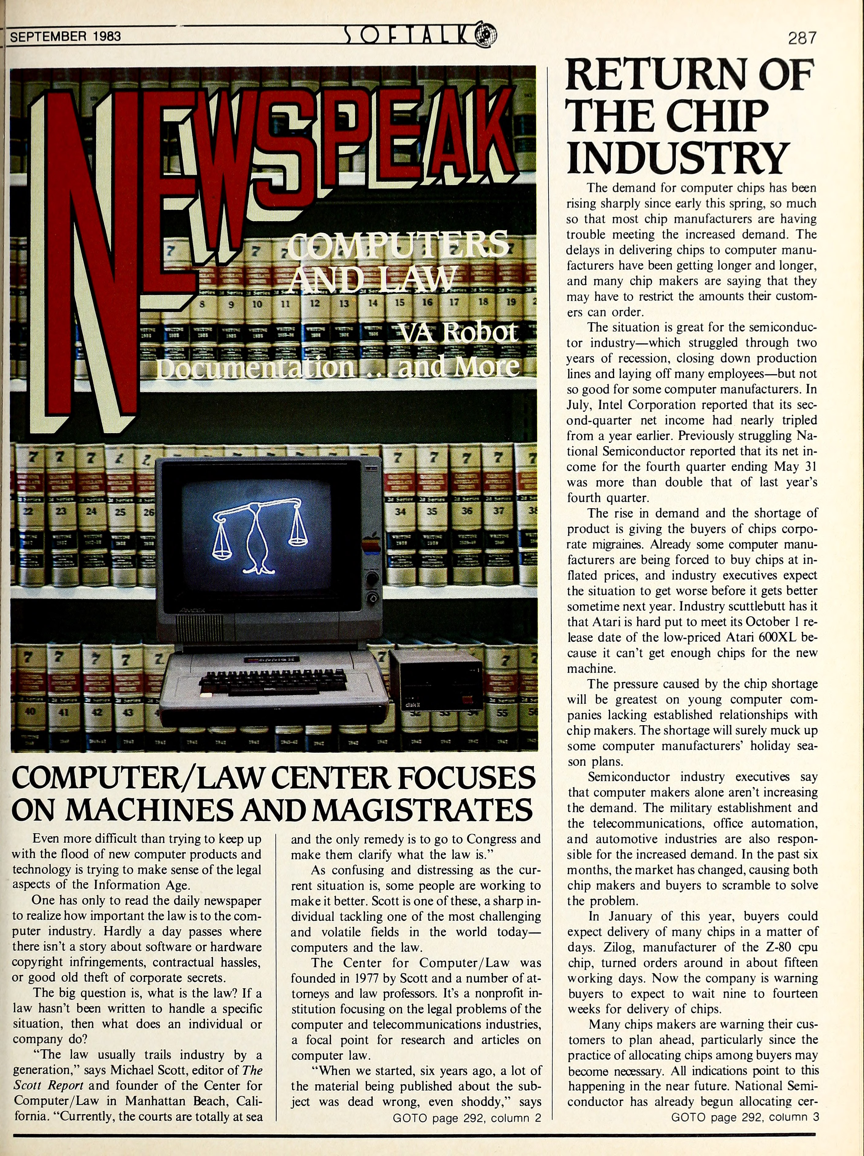 SEPTEMBER 1983
SOFTALK
287
NEWSPEAK
COMPUTERS
AND LAW
VA Robot
Documentation ... and More
COMPUTER/LAW CENTER FOCUSES
ON MACHINES AND MAGISTRATES
Even more difficult than trying to keep up
with the flood of new computer products and
technology is trying to make sense of the legal
aspects of the Information Age.
One has only to read the daily newspaper
to realize how important the law is to the com-
puter industry. Hardly a day passes where
there isn't a story about software or hardware
copyright infringements, contractual hassles,
or good old theft of corporate secrets.
The big question is, what is the law? If a
law hasn't been written to handle a specific
situation, then what does an individual or
company do?
"The law usually trails industry by a
generation," says Michael Scott, editor of The
Scott Report and founder of the Center for
Computer/Law in Manhattan Beach, Cali-
fornia. "Currently, the courts are totally at sea
and the only remedy is to go to Congress and
make them clarify what the law is."
As confusing and distressing as the cur-
rent situation is, some people are working to
make it better. Scott is one of these, a sharp in-
dividual tackling one of the most challenging
and volatile fields in the world today—
computers and the law.
The Center for Computer/Law was
founded in 1977 by Scott and a number of at-
torneys and law professors. It's a nonprofit in-
stitution focusing on the legal problems of the
computer and telecommunications industries,
a focal point for research and articles on
computer law.
"When we started, six years ago, a lot of
the material being published about the sub-
ject was dead wrong, even shoddy," says
GOTO page 292, column 2
RETURN OF
THE CHIP
INDUSTRY
The demand for computer chips has been
rising sharply since early this spring, so much
so that most chip manufacturers are having
trouble meeting the increased demand. The
delays in delivering chips to computer manu-
facturers have been getting longer and longer,
and many chip makers are saying that they
may have to restrict the amounts their custom-
ers can order.
The situation is great for the semiconduc-
tor industry—which struggled through two
years of recession, closing down production
lines and laying off many employees—but not
so good for some computer manufacturers. In
July, Intel Corporation reported that its sec-
ond-quarter net income had nearly tripled
from a year earlier. Previously struggling Na-
tional Semiconductor reported that its net in-
come for the fourth quarter ending May 31
was more than double that of last year's
fourth quarter.
The rise in demand and the shortage of
product is giving the buyers of chips corpo-
rate migraines. Already some computer manu-
facturers are being forced to buy chips at in-
flated prices, and industry executives expect
the situation to get worse before it gets better
sometime next year. Industry scuttlebutt has it
that Atari is hard put to meet its October 1 re-
lease date of the low-priced Atari 600XL be-
cause it can't get enough chips for the new
machine.
The pressure caused by the chip shortage
will be greatest on young computer com-
panies lacking established relationships with
chip makers. The shortage will surely muck up
some computer manufacturers' holiday sea-
son plans.
Semiconductor industry executives say
that computer makers alone aren't increasing
the demand. The military establishment and
the telecommunications, office automation,
and automotive industries are also respon-
sible for the increased demand. In the past six
months, the market has changed, causing both
chip makers and buyers to scramble to solve
the problem.
In January of this year, buyers could
expect delivery of many chips in a matter of
days. Zilog, manufacturer of the Z-80 cpu
chip, turned orders around in about fifteen
working days. Now the company is warning
buyers to expect to wait nine to fourteen
weeks for delivery of chips.
Many chips makers are warning their cus-
tomers to plan ahead, particularly since the
practice of allocating chips among buyers may
become necessary. All indications point to this
happening in the near future. National Semi-
conductor has already begun allocating cer-
GOTO page 292, column 3